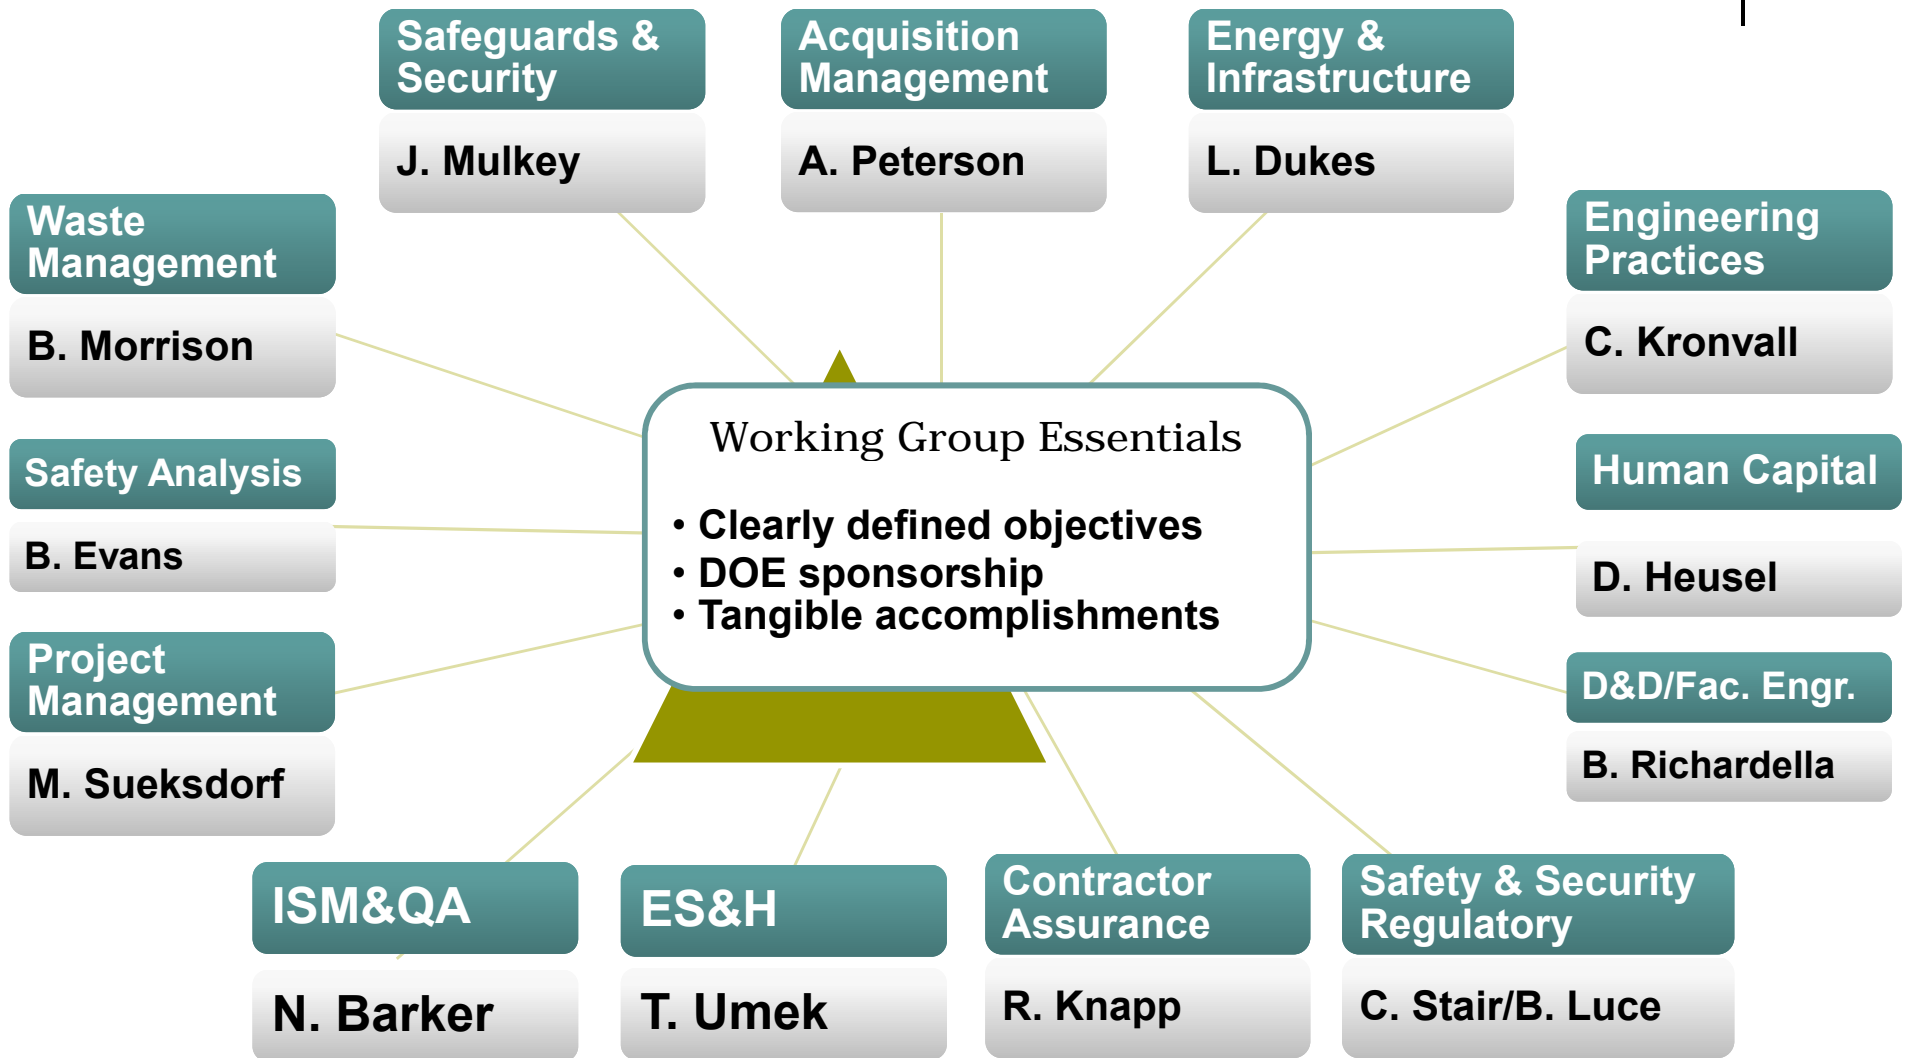 Safeguards &
Security
J. Mulkey
Acquisition
Management
A. Peterson
Energy &
Infrastructure
L. Dukes
Waste
Management
B. Morrison
Engineering
Practices
C. Kronvall
Working Group Essentials
• Clearly defined objectives
• DOE sponsorship
• Tangible accomplishments
Safety Analysis
B. Evans
Human Capital
D. Heusel
Project
Management
M. Sueksdorf
D&D/Fac. Engr.
B. Richardella
ISM&QA
N. Barker
ES&H
T. Umek
Contractor
Assurance
R. Knapp
Safety & Security
Regulatory
C. Stair/B. Luce